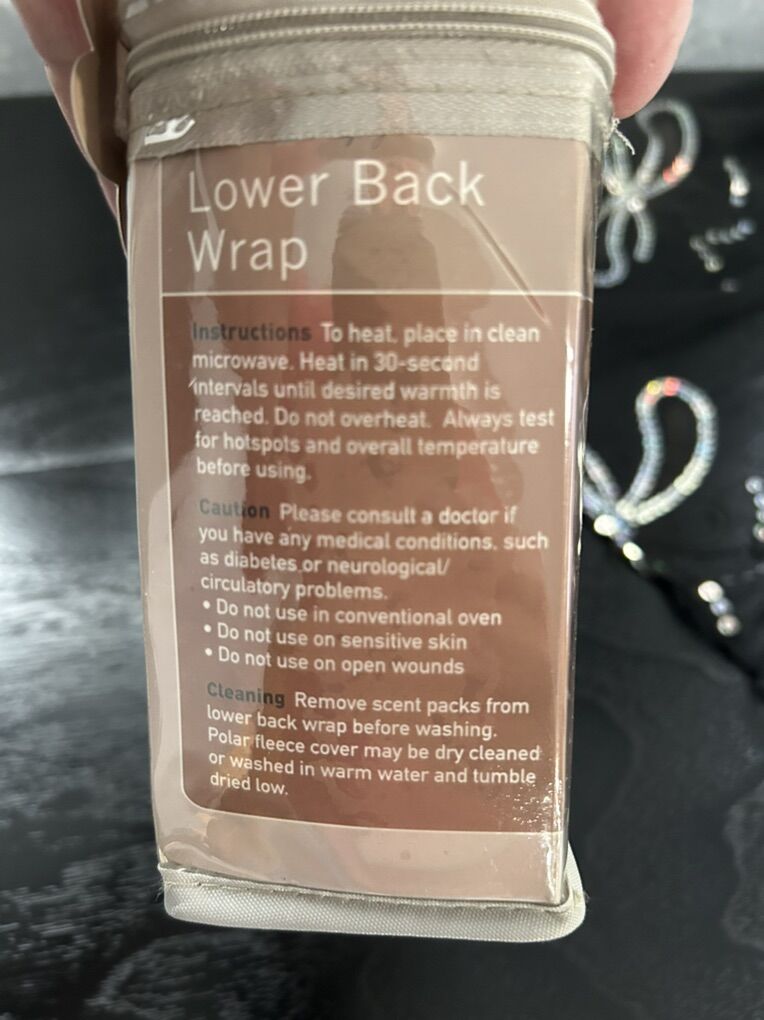 Lower Back
Wrap
Instructions To heat, place in clean
microwave. Heat in 30-second
intervals until desired warmth is
reached. Do not overheat. Always test
for hotspots and overall temperature
before using.
Caution Please consult a doctor if
you have any medical conditions, such
as diabetes or neurological/
circulatory problems.
• Do not use in conventional oven
• Do not use on sensitive skin
• Do not use on open wounds
Cleaning Remove scent packs from
lower back wrap before washing.
Polar fleece cover may be dry cleaned
or washed in warm water and tumble
dried low.